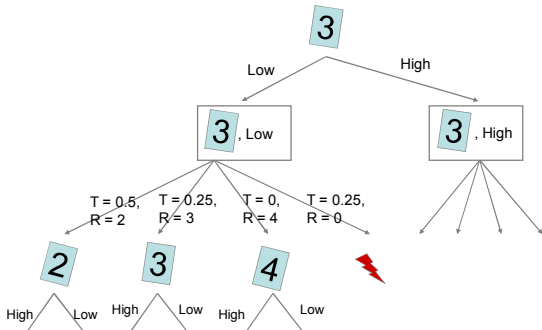 3
Low
High
3 , Low
3 , High
T = 0.5,
R = 2
T = 0.25,
R = 3
T = 0,
R = 4
T = 0.25,
R = 0
2
3
4
High
Low
High
Low
High
Low